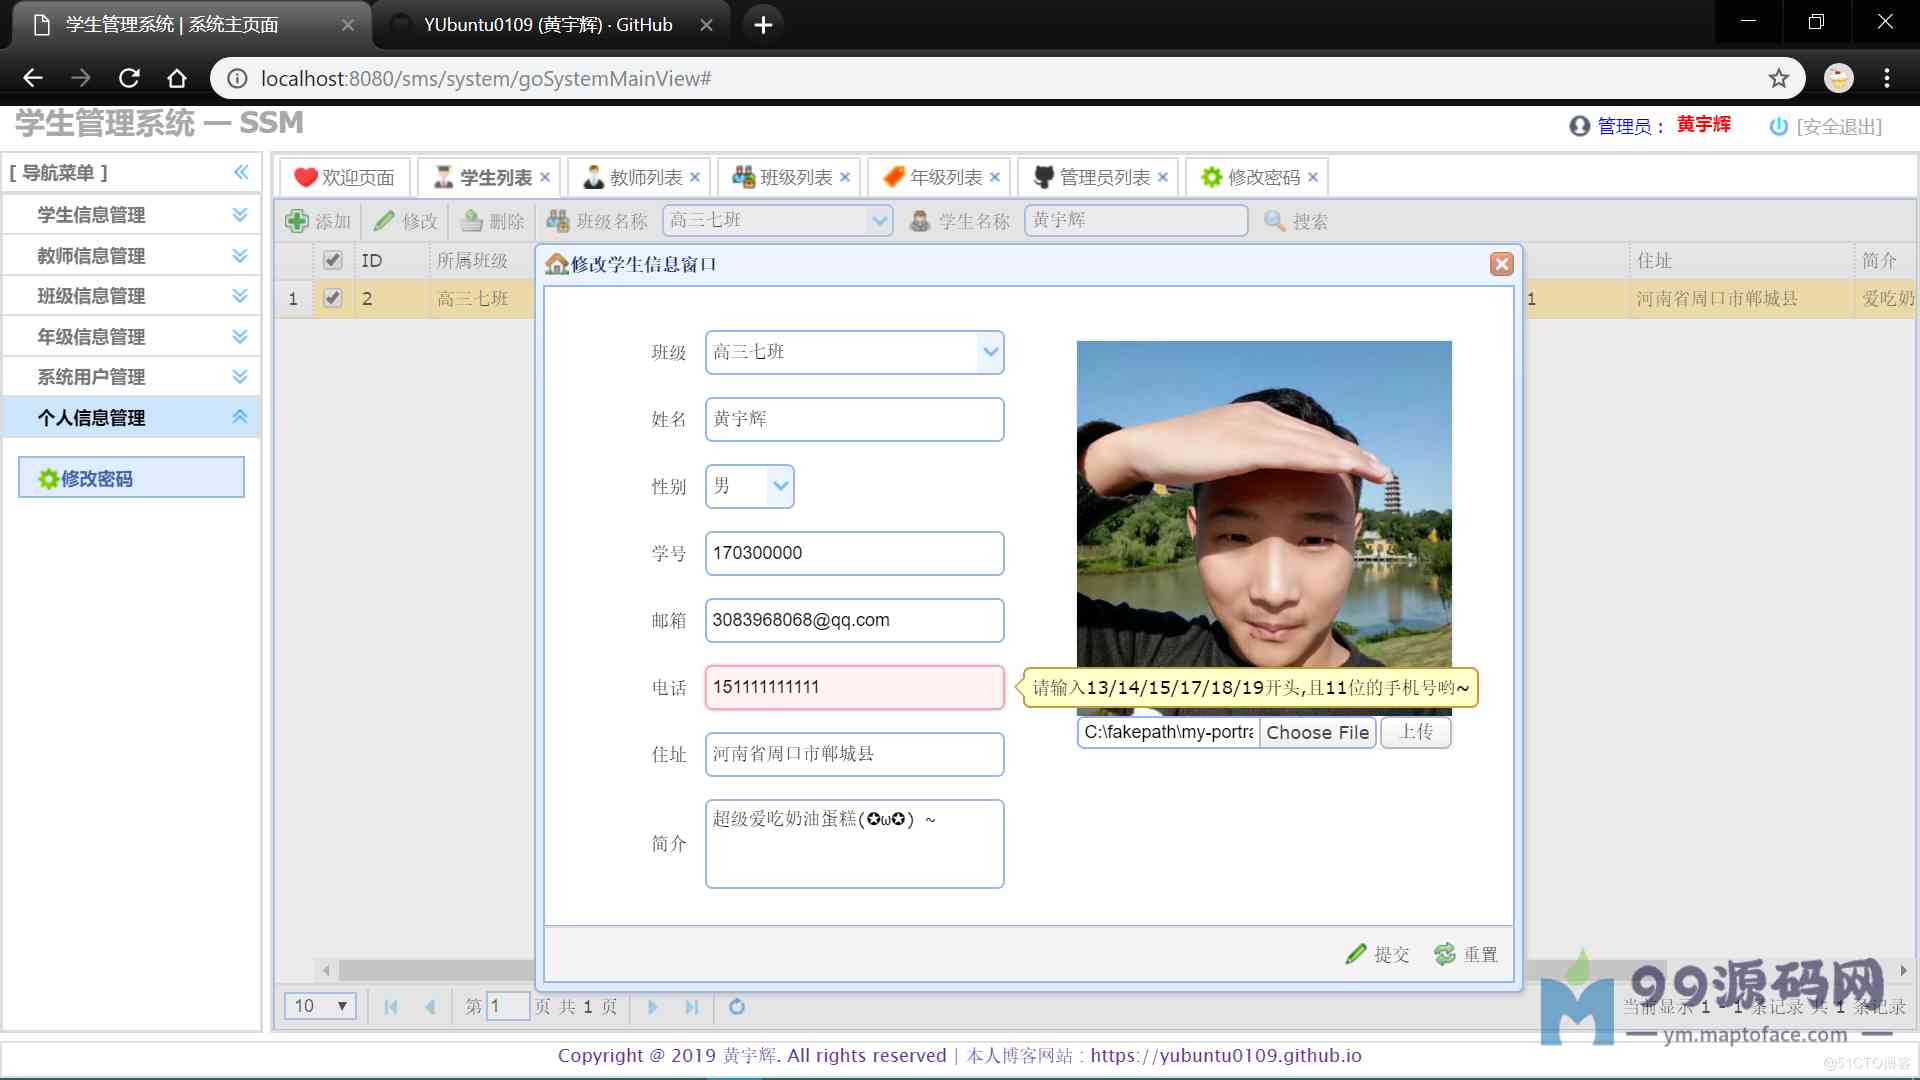 学生管理系统 | 系统主页面
YUbuntu0109 (黄宇辉) · GitHub
localhost:8080/sms/system/goSystemMainView#
学生管理系统 — SSM
管理员： 黄宇辉 [安全退出]
[ 导航菜单 ]
学生信息管理
教师信息管理
班级信息管理
年级信息管理
系统用户管理
个人信息管理
修改密码
欢迎页面 学生列表 教师列表 班级列表 年级列表 管理员列表 修改密码
添加 修改 删除 班级名称 高三七班 学生名称 黄宇辉 搜索
ID 所属班级 住址 简介
1 2 高三七班 1 河南省周口市郸城县 爱吃奶
修改学生信息窗口
班级 高三七班
姓名 黄宇辉
性别 男
学号 170300000
邮箱 3083968068@qq.com
电话 151111111111
请输入13/14/15/17/18/19开头,且11位的手机号哟~
C:\fakepath\my-portra Choose File 上传
住址 河南省周口市郸城县
简介 超级爱吃奶油蛋糕(✪ω✪) ~
提交 重置
10 第 1 页 共 1 页
当前显示 1 - 1 条记录 共 1 条记录
99源码网
ym.maptoface.com
Copyright @ 2019 黄宇辉. All rights reserved | 本人博客网站 : https://yubuntu0109.github.io
@51CTO博客